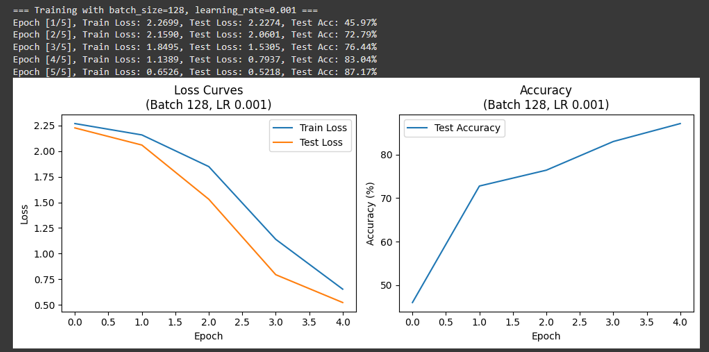 === Training with batch_size=128, learning_rate=0.001 ===
Epoch [1/5], Train Loss: 2.2699, Test Loss: 2.2274, Test Acc: 45.97%
Epoch [2/5], Train Loss: 2.1590, Test Loss: 2.0601, Test Acc: 72.79%
Epoch [3/5], Train Loss: 1.8495, Test Loss: 1.5305, Test Acc: 76.44%
Epoch [4/5], Train Loss: 1.1389, Test Loss: 0.7937, Test Acc: 83.04%
Epoch [5/5], Train Loss: 0.6526, Test Loss: 0.5218, Test Acc: 87.17%
Loss Curves
(Batch 128, LR 0.001)
Train Loss
Test Loss
Loss
2.25
2.00
1.75
1.50
1.25
1.00
0.75
0.50
0.0 0.5 1.0 1.5 2.0 2.5 3.0 3.5 4.0
Epoch
Accuracy
(Batch 128, LR 0.001)
Test Accuracy
Accuracy (%)
80
70
60
50
0.0 0.5 1.0 1.5 2.0 2.5 3.0 3.5 4.0
Epoch